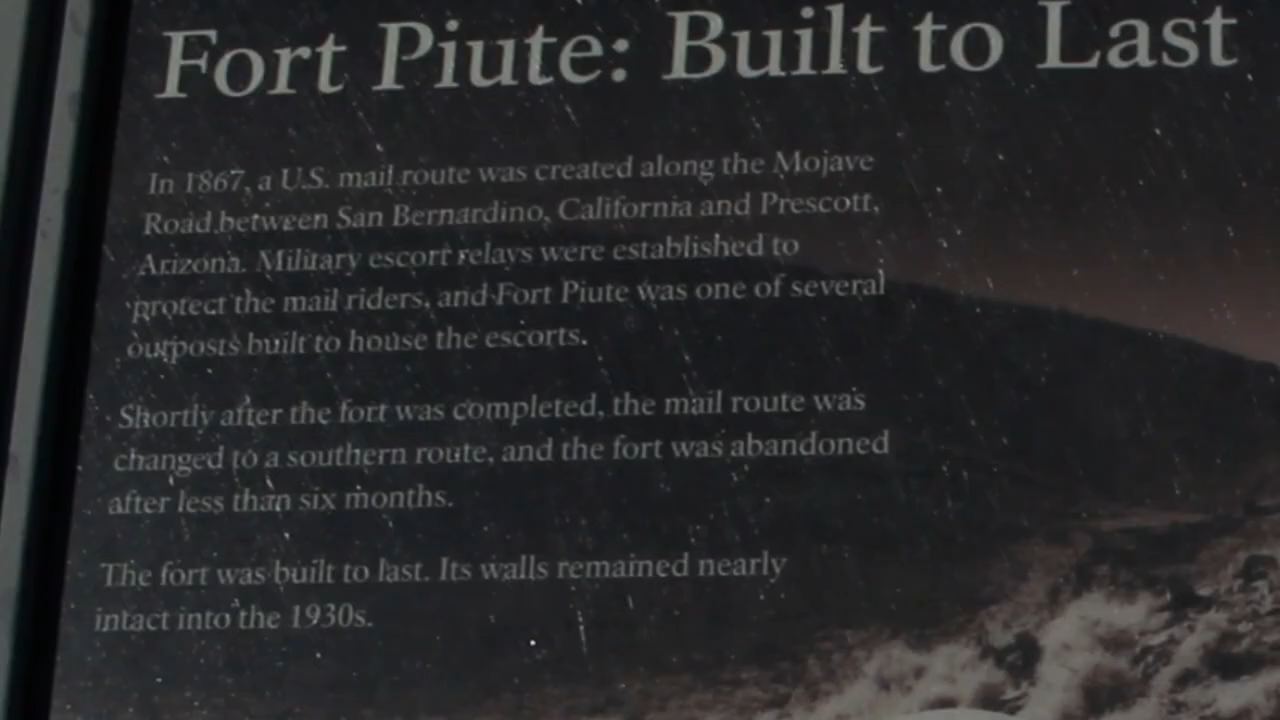 Fort Piute: Built to Last
In 1867, a U.S. mail route was created along the Mojave
Road between San Bernardino, California and Prescott,
Arizona. Military escort relays were established to
protect the mail riders, and Fort Piute was one of several
outposts built to house the escorts.
Shortly after the fort was completed, the mail route was
changed to a southern route, and the fort was abandoned
after less than six months.
The fort was built to last. Its walls remained nearly
intact into the 1930s.